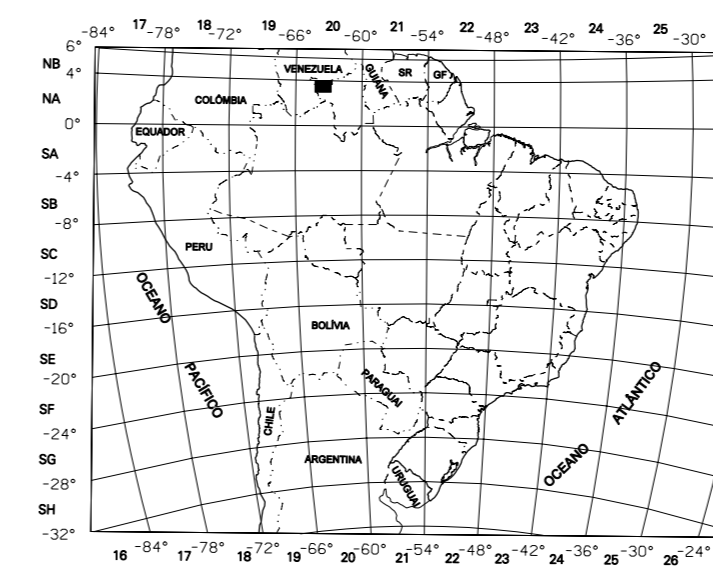 17 18 19 20 21 22 23 24 25
-84° -78° -72° -66° -60° -54° -48° -42° -36° -30°
6°
NB
4°
NA
0°
SA
-4°
SB
-8°
SC
-12°
SD
-16°
SE
-20°
SF
-24°
SG
-28°
SH
-32°
VENEZUELA
GUIANA
SR
GF
COLÔMBIA
EQUADOR
PERU
BOLÍVIA
PARAGUAI
CHILE
ARGENTINA
URUGUAI
OCEANO
PACÍFICO
OCEANO
ATLÂNTICO
-84° -78° -72° -66° -60° -54° -48° -42° -36° -30° -24°
16 17 18 19 20 21 22 23 24 25 26